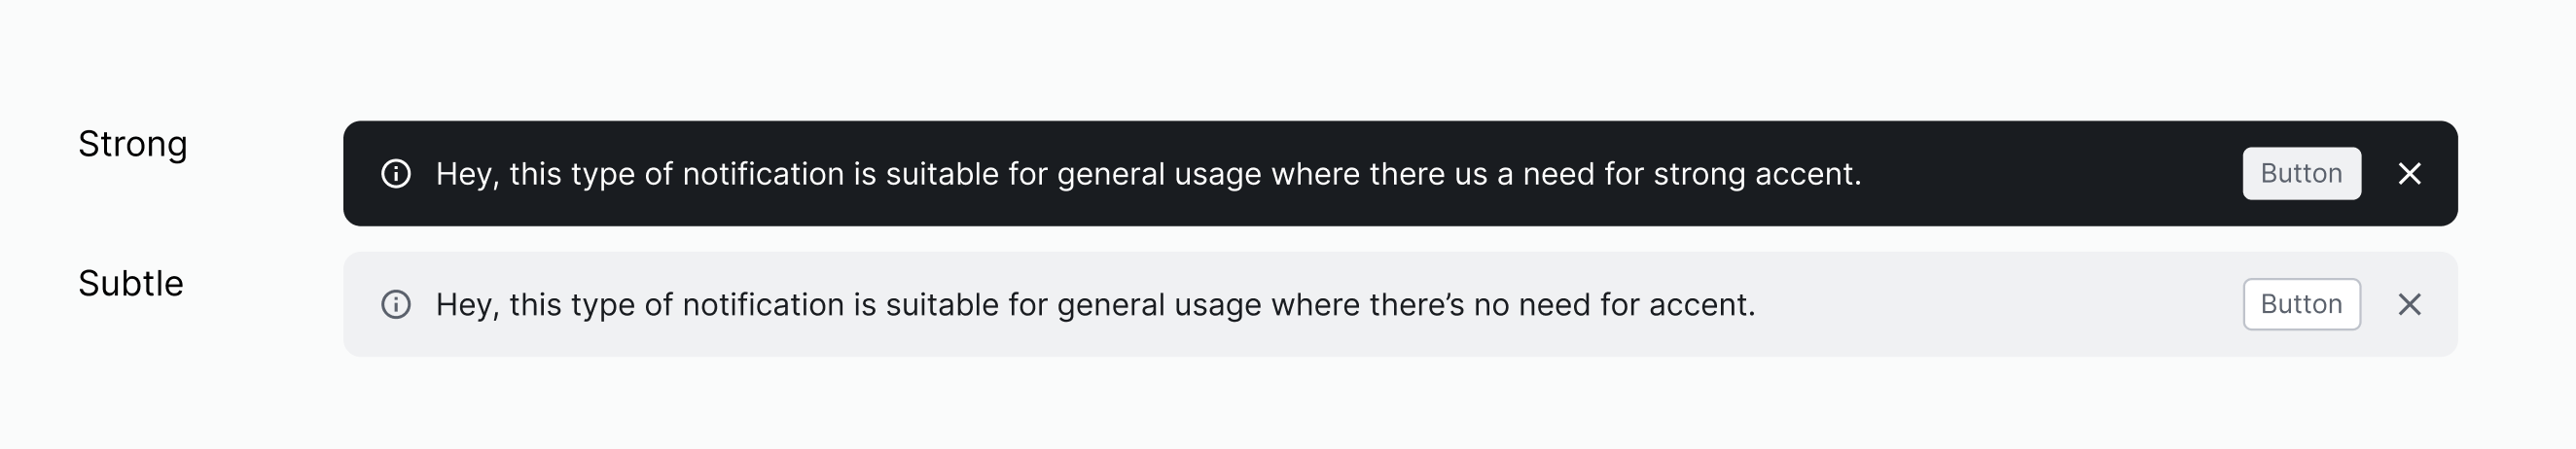 Strong
Hey, this type of notification is suitable for general usage where there us a need for strong accent.
Button
Subtle
Hey, this type of notification is suitable for general usage where there’s no need for accent.
Button